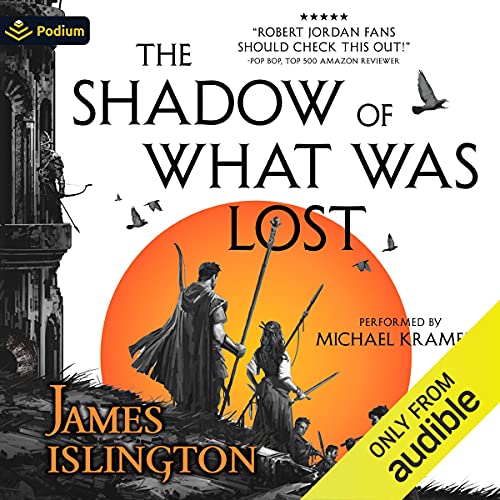 Podium
★★★★★
"ROBERT JORDAN FANS
SHOULD CHECK THIS OUT!"
-POP BOP, TOP 500 AMAZON REVIEWER
THE
SHADOW OF
WHAT WAS
LOST
PERFORMED BY
MICHAEL KRAME
JAMES
ISLINGTON
ONLY FROM
audible